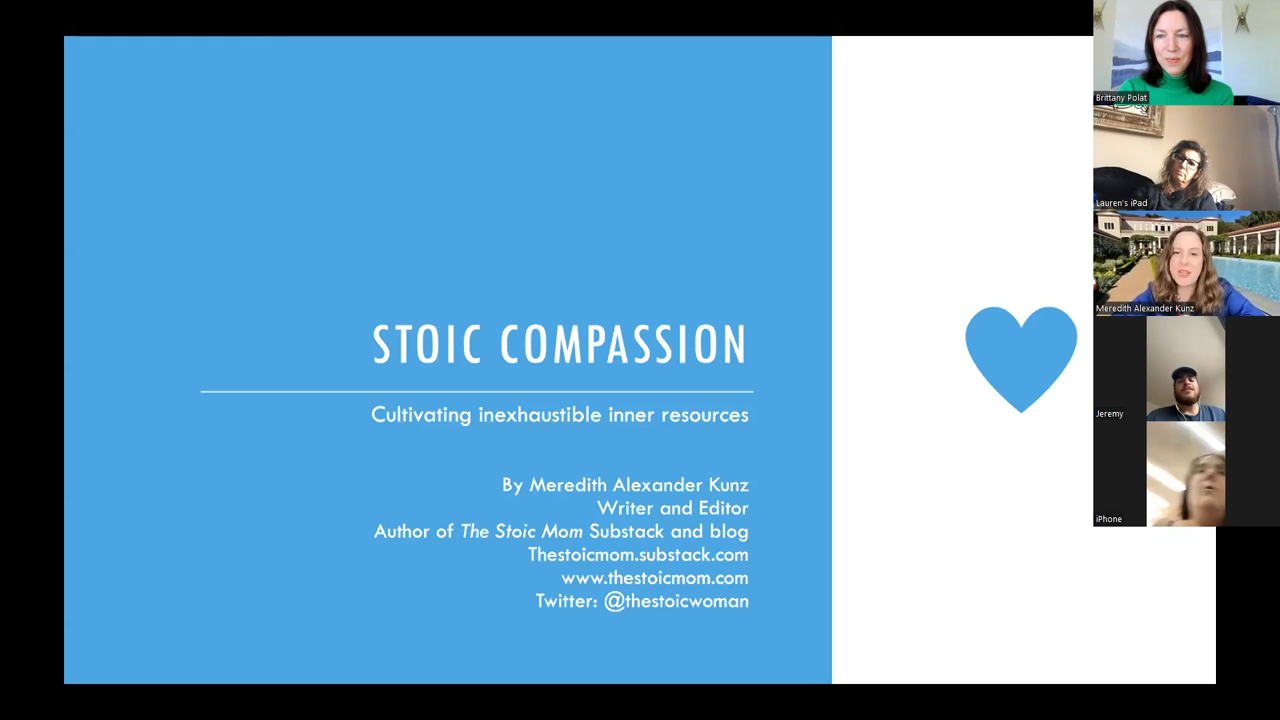 STOIC COMPASSION
Cultivating inexhaustible inner resources
By Meredith Alexander Kunz
Writer and Editor
Author of The Stoic Mom Substack and blog
Thestoicmom.substack.com
www.thestoicmom.com
Twitter: @thestoicwoman
Brittany Polat
Lauren's iPad
Meredith Alexander Kunz
Jeremy
iPhone